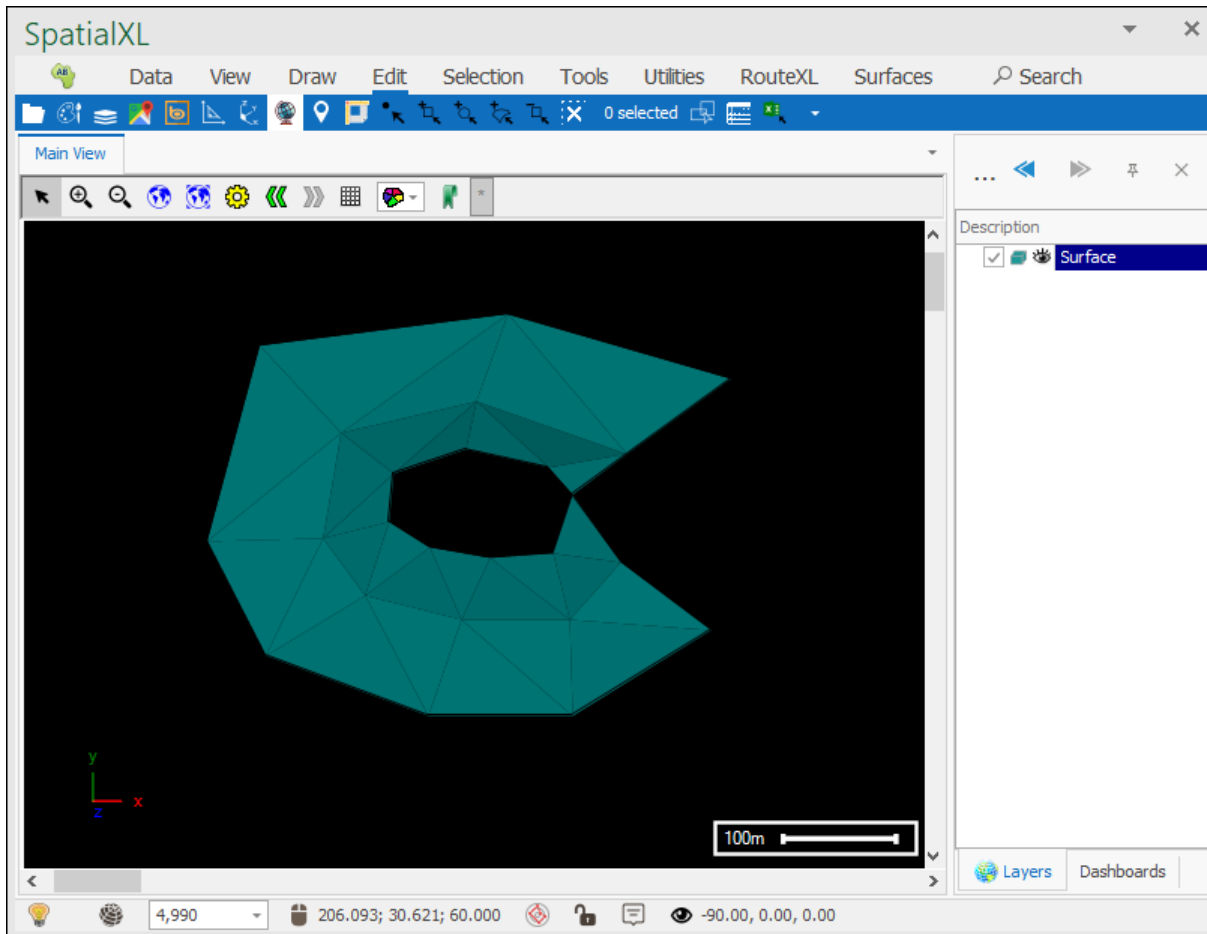 SpatialXL
Data View Draw Edit Selection Tools Utilities RouteXL Surfaces Search
0 selected
Main View
...
*
Description
Surface
y
x
z
100m
Layers Dashboards
4,990 206.093; 30.621; 60.000 -90.00, 0.00, 0.00